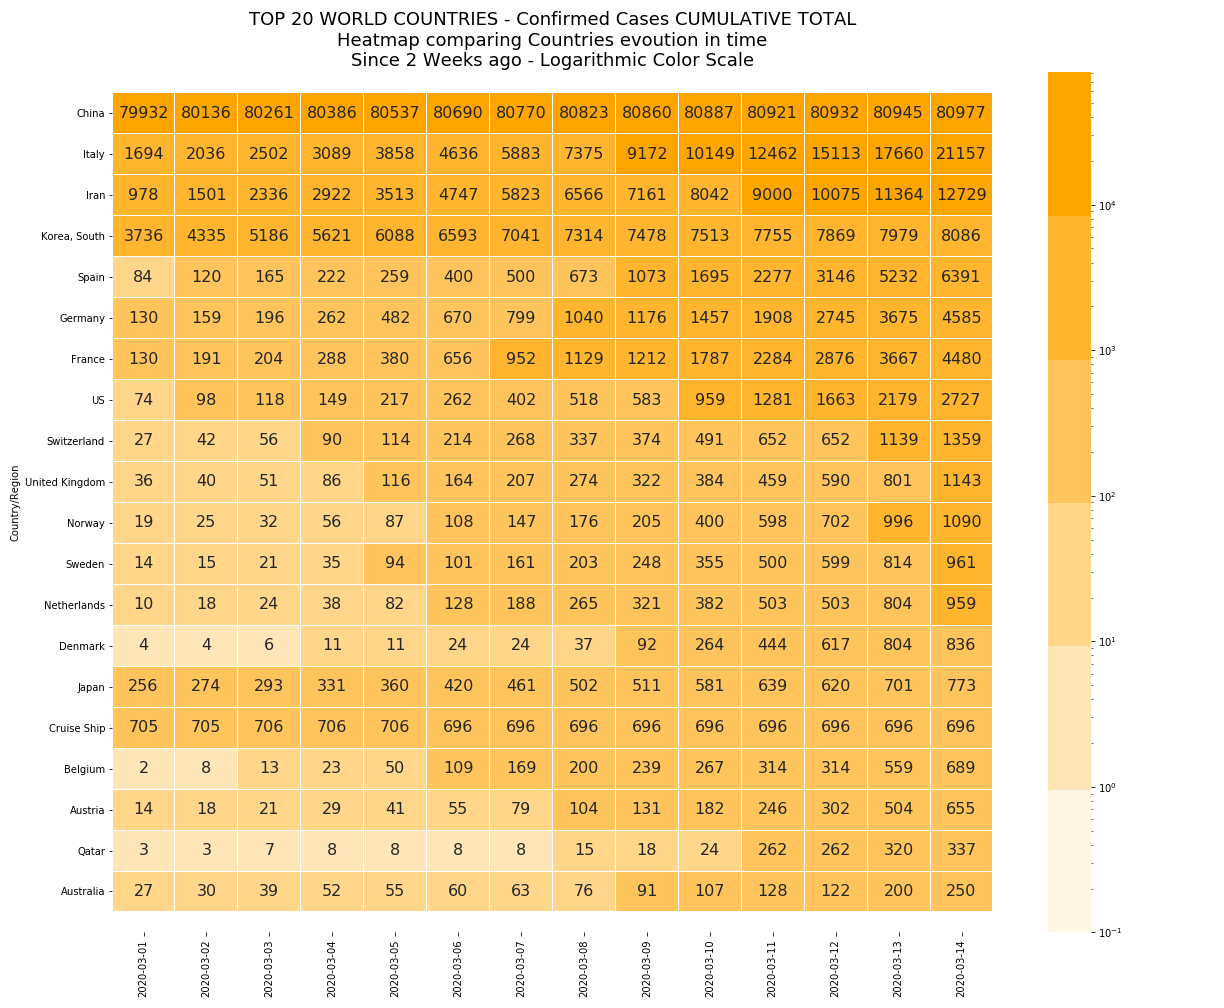 TOP 20 WORLD COUNTRIES - Confirmed Cases CUMULATIVE TOTAL
Heatmap comparing Countries evoution in time
Since 2 Weeks ago - Logarithmic Color Scale
Country/Region
China 79932 80136 80261 80386 80537 80690 80770 80823 80860 80887 80921 80932 80945 80977
Italy 1694 2036 2502 3089 3858 4636 5883 7375 9172 10149 12462 15113 17660 21157
Iran 978 1501 2336 2922 3513 4747 5823 6566 7161 8042 9000 10075 11364 12729
Korea, South 3736 4335 5186 5621 6088 6593 7041 7314 7478 7513 7755 7869 7979 8086
Spain 84 120 165 222 259 400 500 673 1073 1695 2277 3146 5232 6391
Germany 130 159 196 262 482 670 799 1040 1176 1457 1908 2745 3675 4585
France 130 191 204 288 380 656 952 1129 1212 1787 2284 2876 3667 4480
US 74 98 118 149 217 262 402 518 583 959 1281 1663 2179 2727
Switzerland 27 42 56 90 114 214 268 337 374 491 652 652 1139 1359
United Kingdom 36 40 51 86 116 164 207 274 322 384 459 590 801 1143
Norway 19 25 32 56 87 108 147 176 205 400 598 702 996 1090
Sweden 14 15 21 35 94 101 161 203 248 355 500 599 814 961
Netherlands 10 18 24 38 82 128 188 265 321 382 503 503 804 959
Denmark 4 4 6 11 11 24 24 37 92 264 444 617 804 836
Japan 256 274 293 331 360 420 461 502 511 581 639 620 701 773
Cruise Ship 705 705 706 706 706 696 696 696 696 696 696 696 696 696
Belgium 2 8 13 23 50 109 169 200 239 267 314 314 559 689
Austria 14 18 21 29 41 55 79 104 131 182 246 302 504 655
Qatar 3 3 7 8 8 8 8 15 18 24 262 262 320 337
Australia 27 30 39 52 55 60 63 76 91 107 128 122 200 250
2020-03-01 2020-03-02 2020-03-03 2020-03-04 2020-03-05 2020-03-06 2020-03-07 2020-03-08 2020-03-09 2020-03-10 2020-03-11 2020-03-12 2020-03-13 2020-03-14
10⁴
10³
10²
10¹
10⁰
10⁻¹